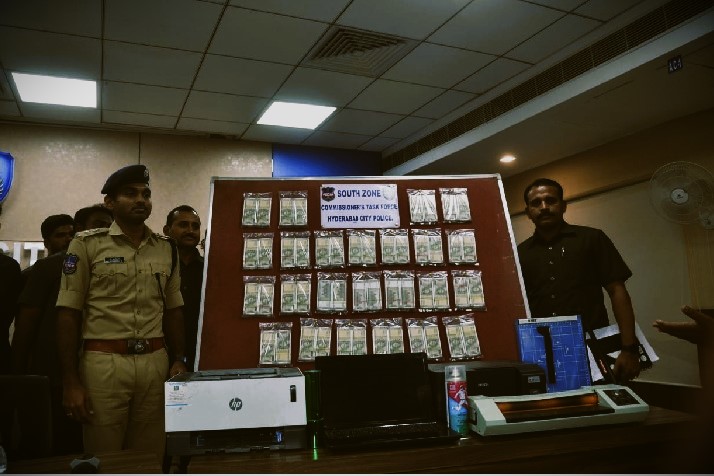 SOUTH ZONE
COMMISSIONER'S TASK FORCE
HYDERABAD CITY POLICE.
hp